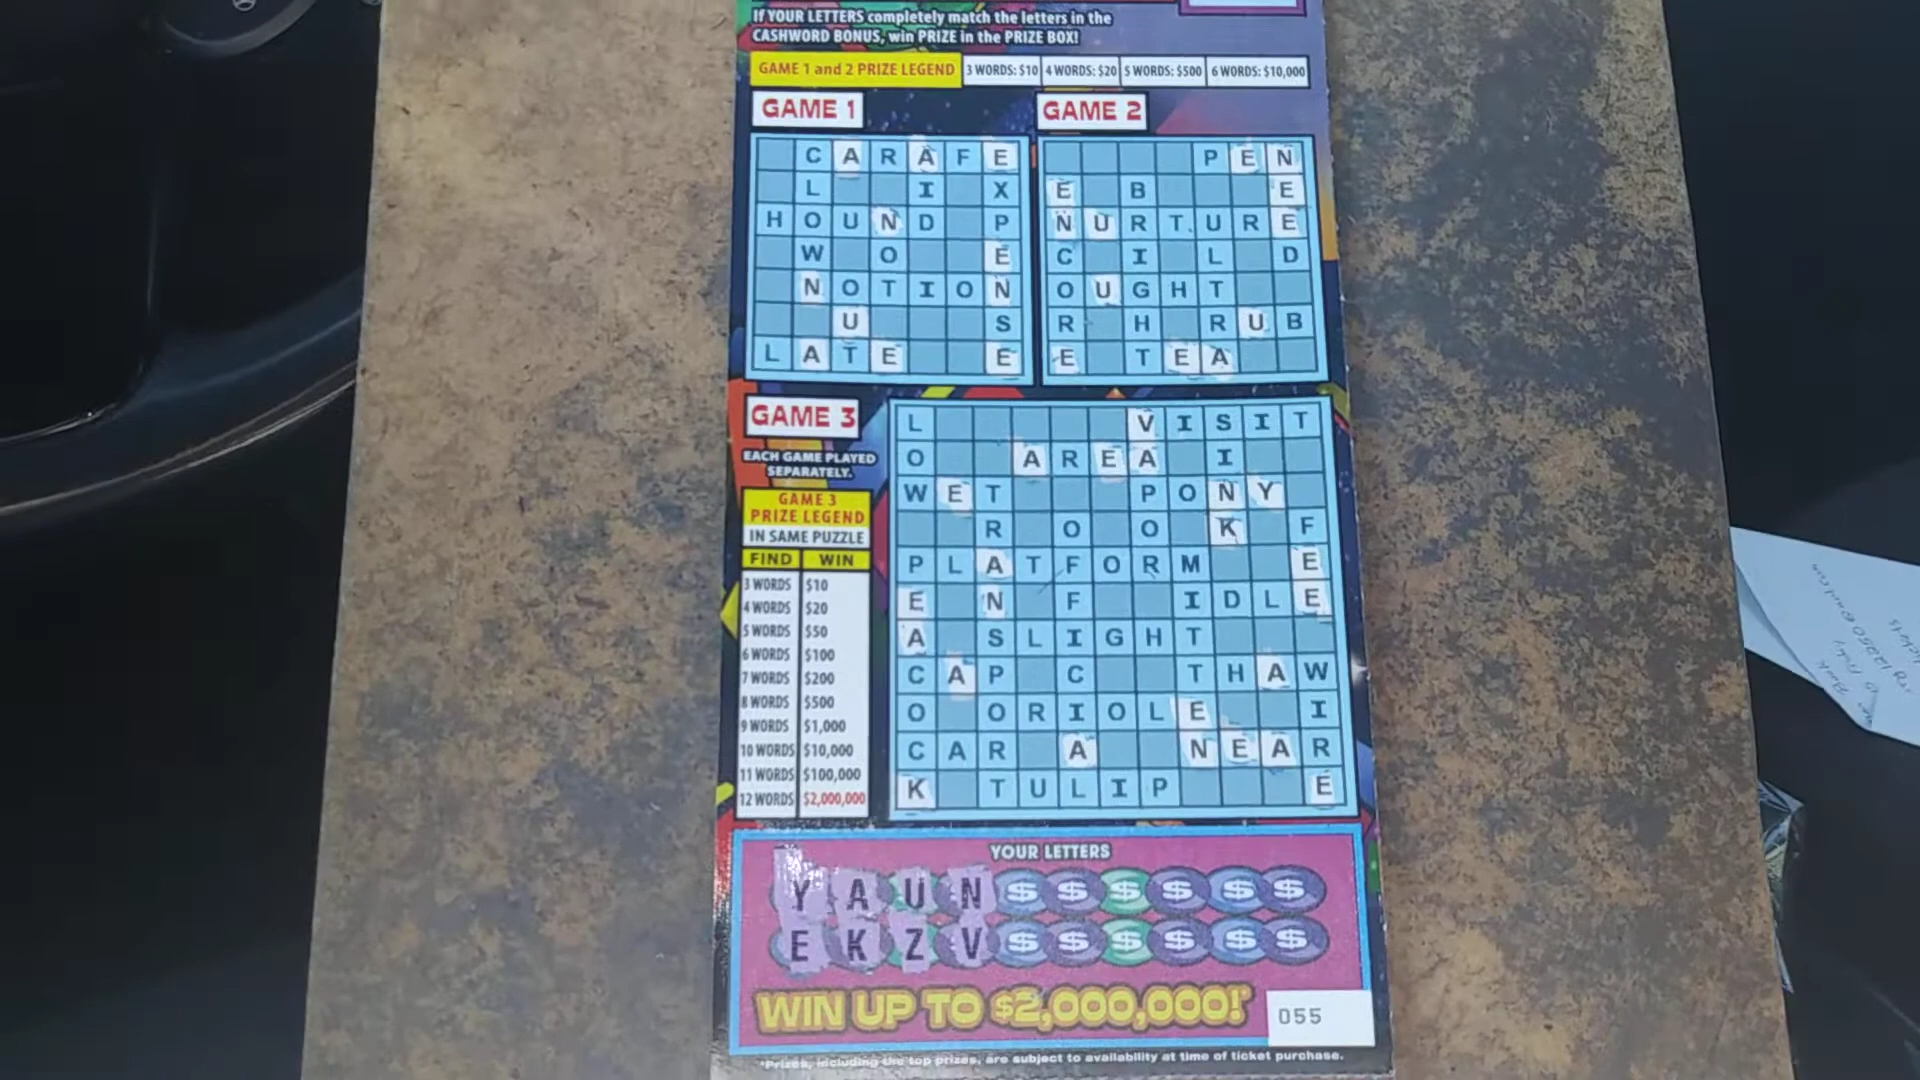 If YOUR LETTERS completely match the letters in the
CASHWORD BONUS, win PRIZE in the PRIZE BOX!
GAME 1 and 2 PRIZE LEGEND 3 WORDS: $10 4 WORDS: $20 5 WORDS: $500 6 WORDS: $10,000
GAME 1
C A R A F E
L I X
H O U N D P
W O E
N O T I O N
U S
L A T E E
GAME 2
P E N
E B E
N U R T U R E
C I L D
O U G H T
R H R U B
E T E A
GAME 3
EACH GAME PLAYED
SEPARATELY.
GAME 3
PRIZE LEGEND
IN SAME PUZZLE
FIND WIN
3 WORDS $10
4 WORDS $20
5 WORDS $50
6 WORDS $100
7 WORDS $200
8 WORDS $500
9 WORDS $1,000
10 WORDS $10,000
11 WORDS $100,000
12 WORDS $2,000,000
L V I S I T
O A R E A I
W E T P O N Y
R O O K F
P L A T F O R M E
E N F I D L E
A S L I G H T
C A P C T H A W
O O R I O L E I
C A R A N E A R
K T U L I P E
YOUR LETTERS
Y A U N $ $ $ $ $ $
E K Z V $ $ $ $ $ $
WIN UP TO $2,000,000!*
055
*Prizes, including the top prizes, are subject to availability at time of ticket purchase.